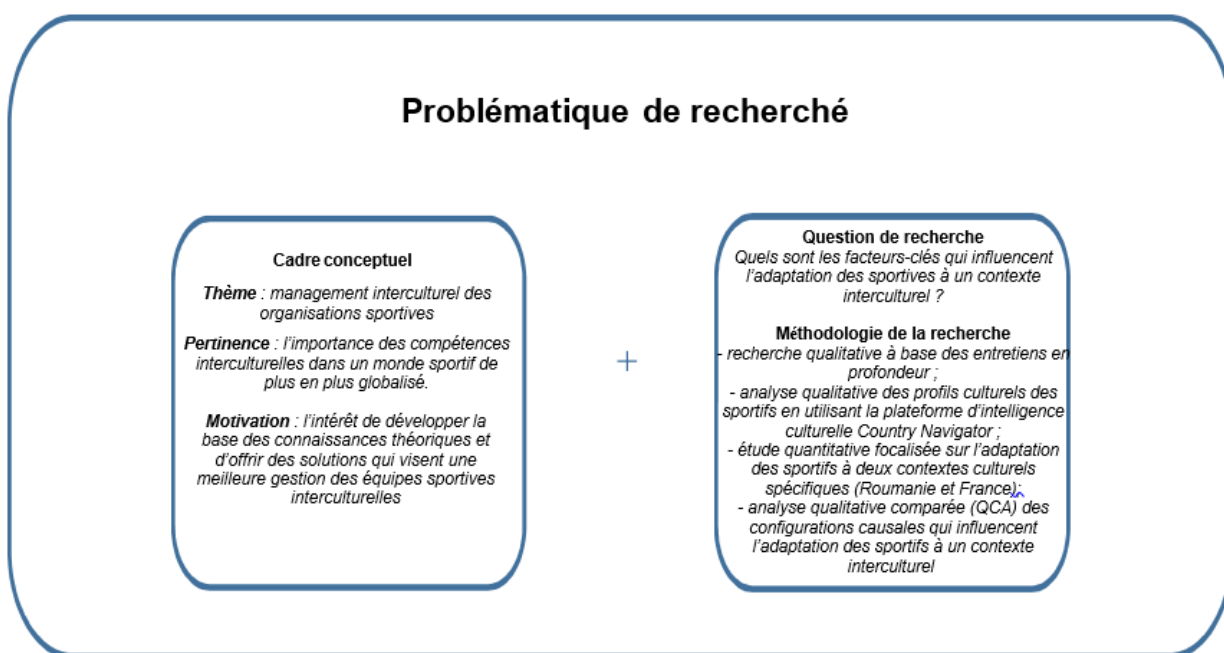 Problématique de recherché
Cadre conceptuel
Thème : management interculturel des
organisations sportives
Pertinence : l'importance des compétences
interculturelles dans un monde sportif de
plus en plus globalisé.
Motivation : l'intérêt de développer la
base des connaissances théoriques et
d'offrir des solutions qui visent une
meilleure gestion des équipes sportives
interculturelles
+
Question de recherche
Quels sont les facteurs-clés qui influencent
l'adaptation des sportives à un contexte
interculturel ?
Méthodologie de la recherche
- recherche qualitative à base des entretiens en
profondeur ;
- analyse qualitative des profils culturels des
sportifs en utilisant la plateforme d'intelligence
culturelle Country Navigator ;
- étude quantitative focalisée sur l'adaptation
des sportifs à deux contextes culturels
spécifiques (Roumanie et France);
- analyse qualitative comparée (QCA) des
configurations causales qui influencent
l'adaptation des sportifs à un contexte
interculturel